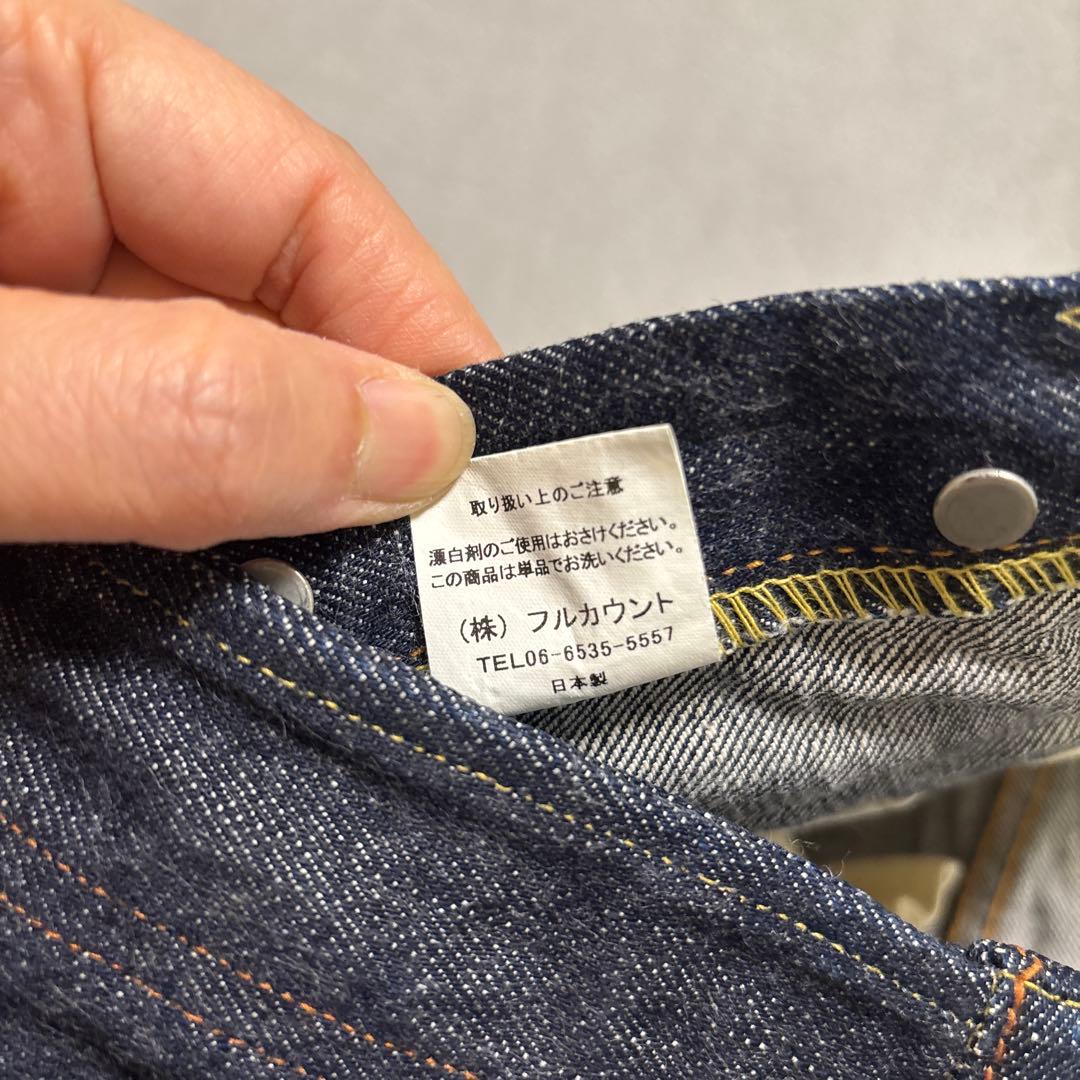 取り扱い上のご注意
漂白剤のご使用はおさけください。
この商品は単品でお洗いください。
（株）フルカウント
TEL06-6535-5557
日本製